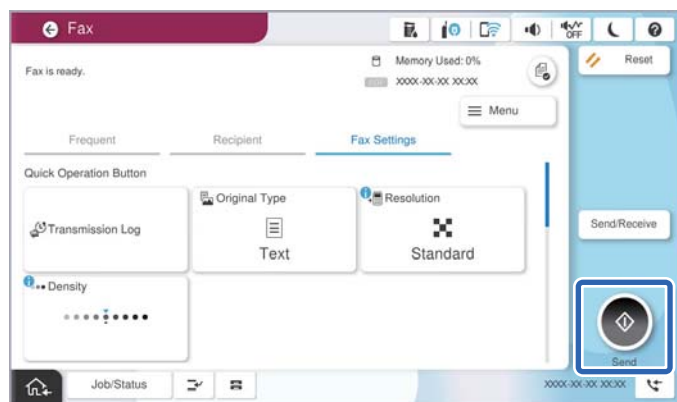 Fax
OFF
Fax is ready.
Memory Used: 0%
XXXX-XX-XX XX:XX
Reset
Menu
Frequent
Recipient
Fax Settings
Quick Operation Button
Transmission Log
Original Type
Text
Resolution
Standard
Send/Receive
Density
Send
Job/Status
XXXX-XX-XX XX:XX